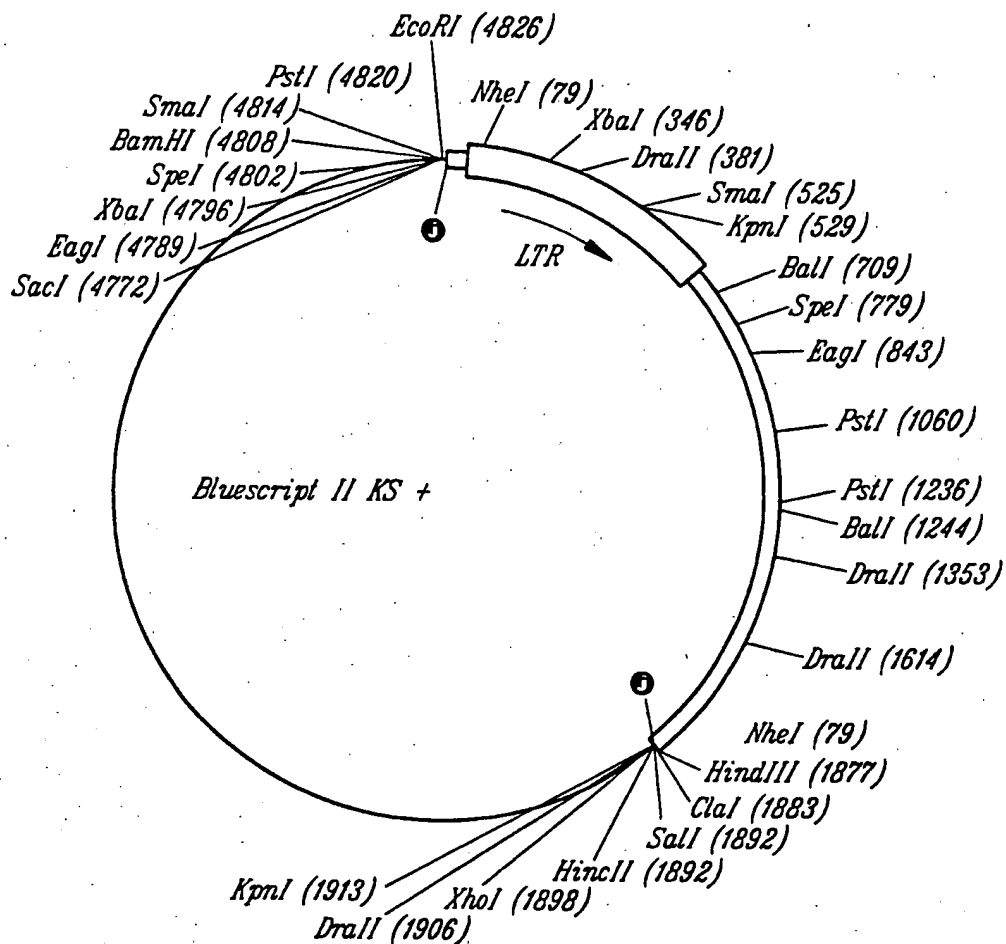 EcoRI (4826)
PstI (4820)
SmaI (4814)
BamHI (4808)
SpeI (4802)
XbaI (4796)
EagI (4789)
SacI (4772)
NheI (79)
XbaI (346)
DraII (381)
SmaI (525)
KpnI (529)
BalI (709)
SpeI (779)
EagI (843)
PstI (1060)
PstI (1236)
BalI (1244)
DraII (1353)
DraII (1614)
NheI (79)
HindIII (1877)
ClaI (1883)
SalI (1892)
HincII (1892)
XhoI (1898)
DraII (1906)
KpnI (1913)
j
LTR
Bluescript II KS +
j